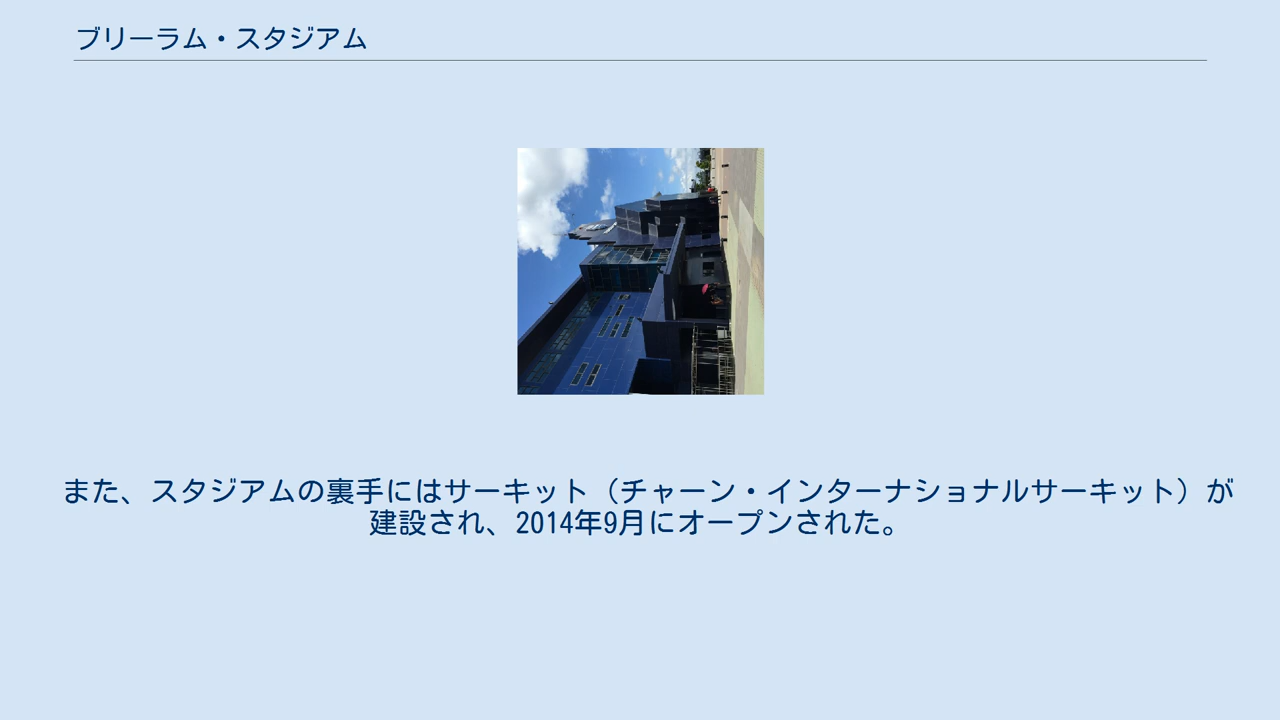 ブリーラム・スタジアム
また、スタジアムの裏手にはサーキット（チャーン・インターナショナルサーキット）が
建設され、2014年9月にオープンされた。